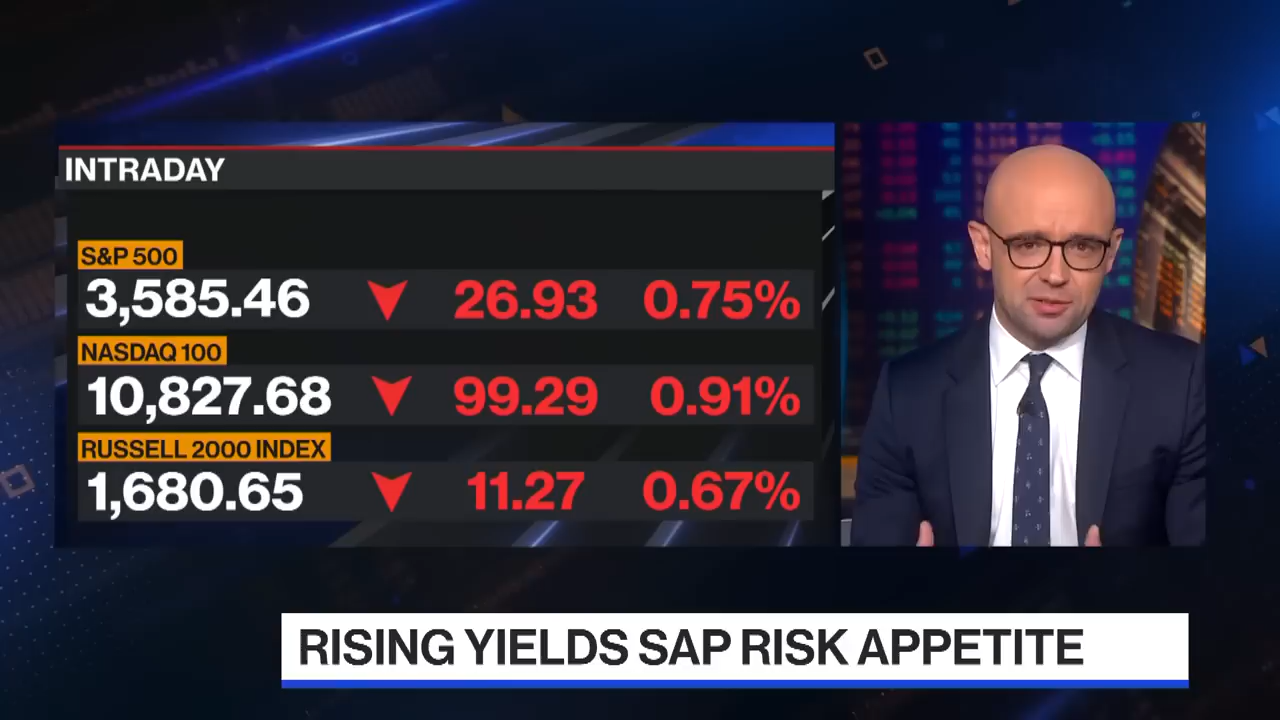 INTRADAY
S&P 500
3,585.46 ▼ 26.93 0.75%
NASDAQ 100
10,827.68 ▼ 99.29 0.91%
RUSSELL 2000 INDEX
1,680.65 ▼ 11.27 0.67%
RISING YIELDS SAP RISK APPETITE